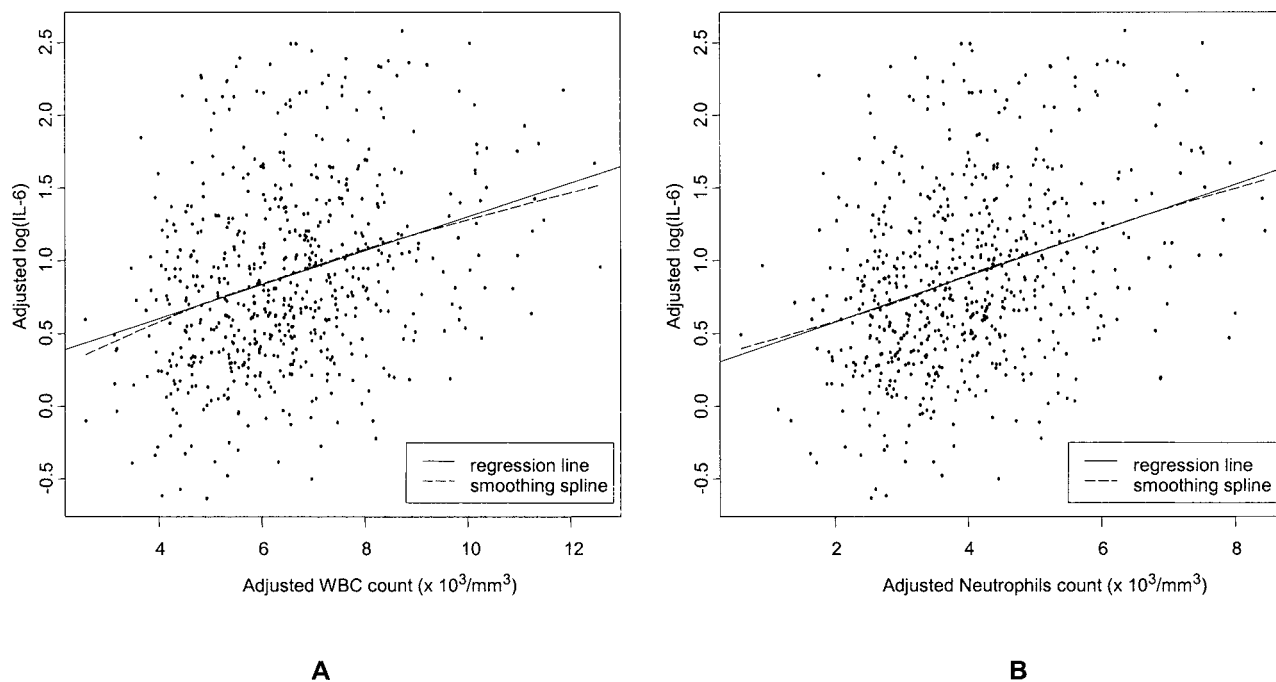 Adjusted log(IL-6)
2.5
2.0
1.5
1.0
0.5
0.0
-0.5
regression line
smoothing spline
4 6 8 10 12
Adjusted WBC count (x 10³/mm³)
A
Adjusted log(IL-6)
2.5
2.0
1.5
1.0
0.5
0.0
-0.5
regression line
smoothing spline
2 4 6 8
Adjusted Neutrophils count (x 10³/mm³)
B